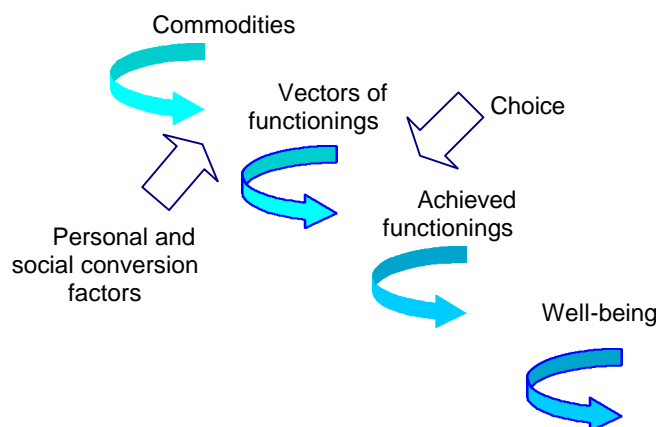 Commodities
Vectors of
functionings
Choice
Personal and
social conversion
factors
Achieved
functionings
Well-being